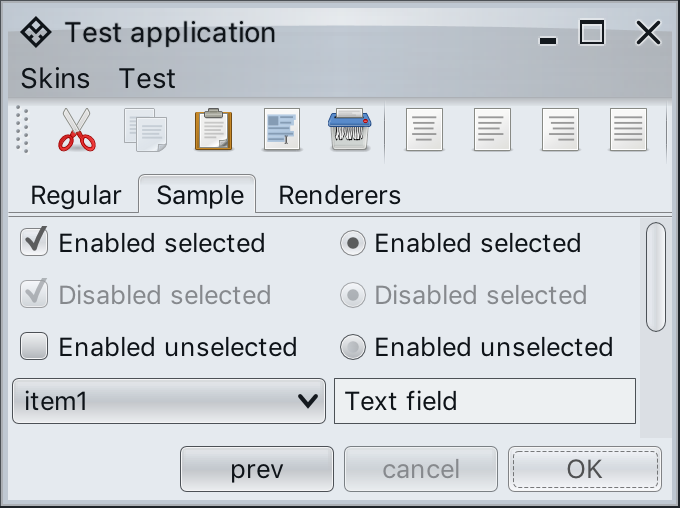 Test application
Skins Test
Regular Sample Renderers
Enabled selected Enabled selected
Disabled selected Disabled selected
Enabled unselected Enabled unselected
item1 Text field
prev cancel OK